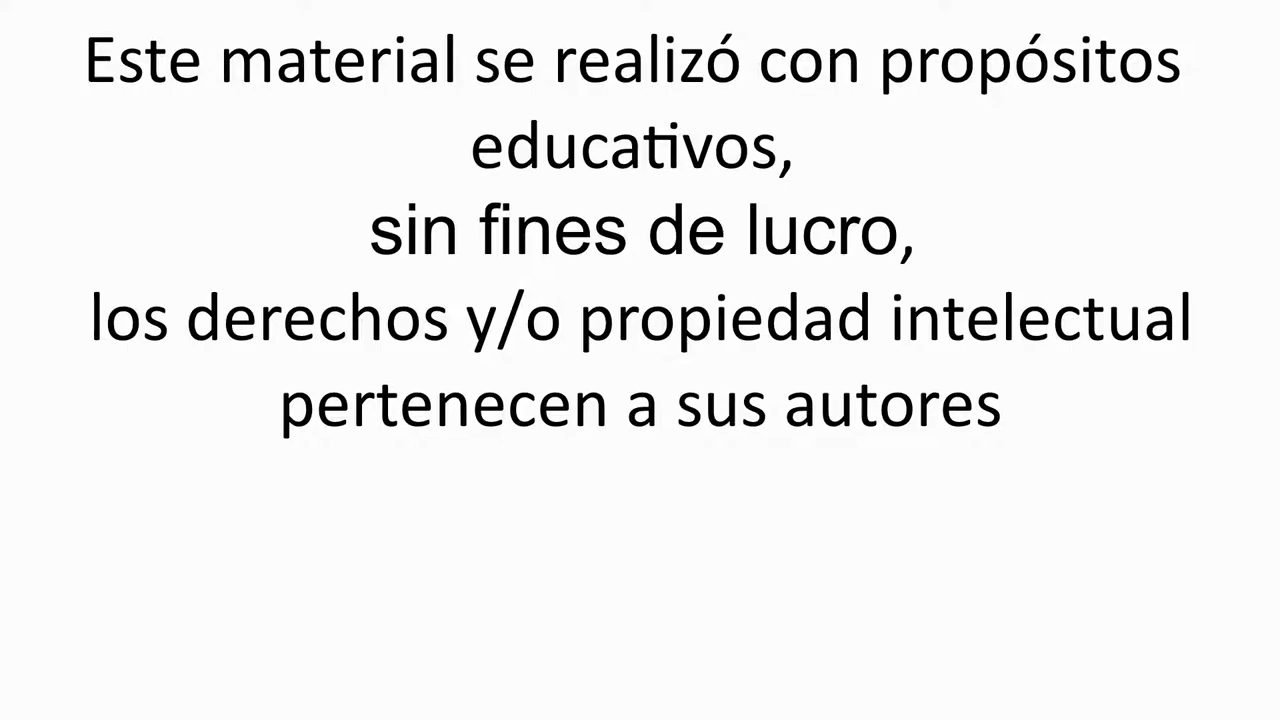 Este material se realizó con propósitos
educativos,
sin fines de lucro,
los derechos y/o propiedad intelectual
pertenecen a sus autores